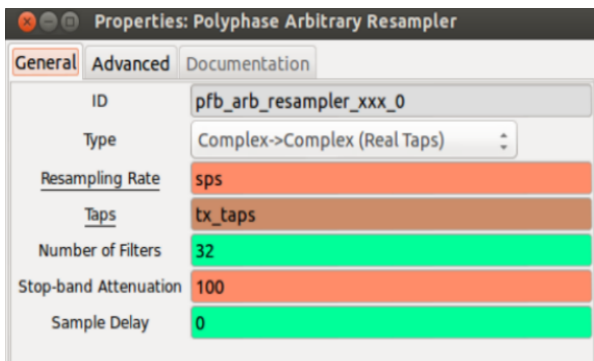 Properties: Polyphase Arbitrary Resampler
General Advanced Documentation
ID pfb_arb_resampler_xxx_0
Type Complex->Complex (Real Taps)
Resampling Rate sps
Taps tx_taps
Number of Filters 32
Stop-band Attenuation 100
Sample Delay 0